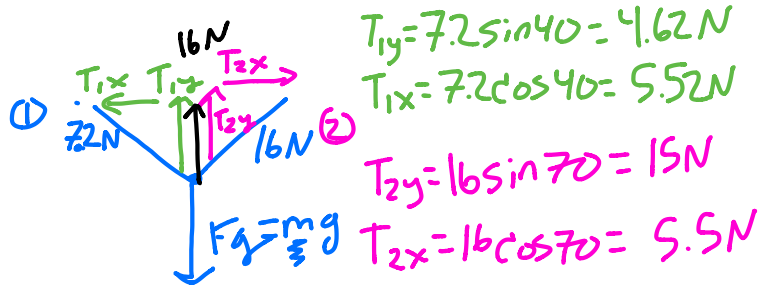 16N
T1x
T1y
T2x
①
7.2N
T2y
16N
②
Fg=mg
T1y=7.2sin40=4.62N
T1x=7.2cos40=5.52N
T2y=16sin70=15N
T2x=16cos70=5.5N